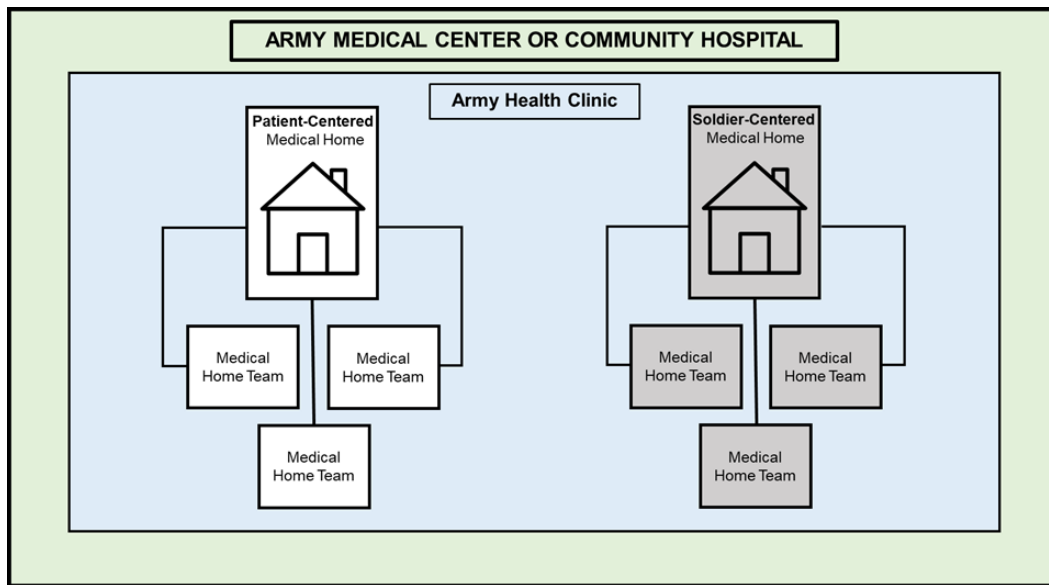 ARMY MEDICAL CENTER OR COMMUNITY HOSPITAL
Army Health Clinic
Patient-Centered
Medical Home
Soldier-Centered
Medical Home
Medical
Home Team
Medical
Home Team
Medical
Home Team
Medical
Home Team
Medical
Home Team
Medical
Home Team